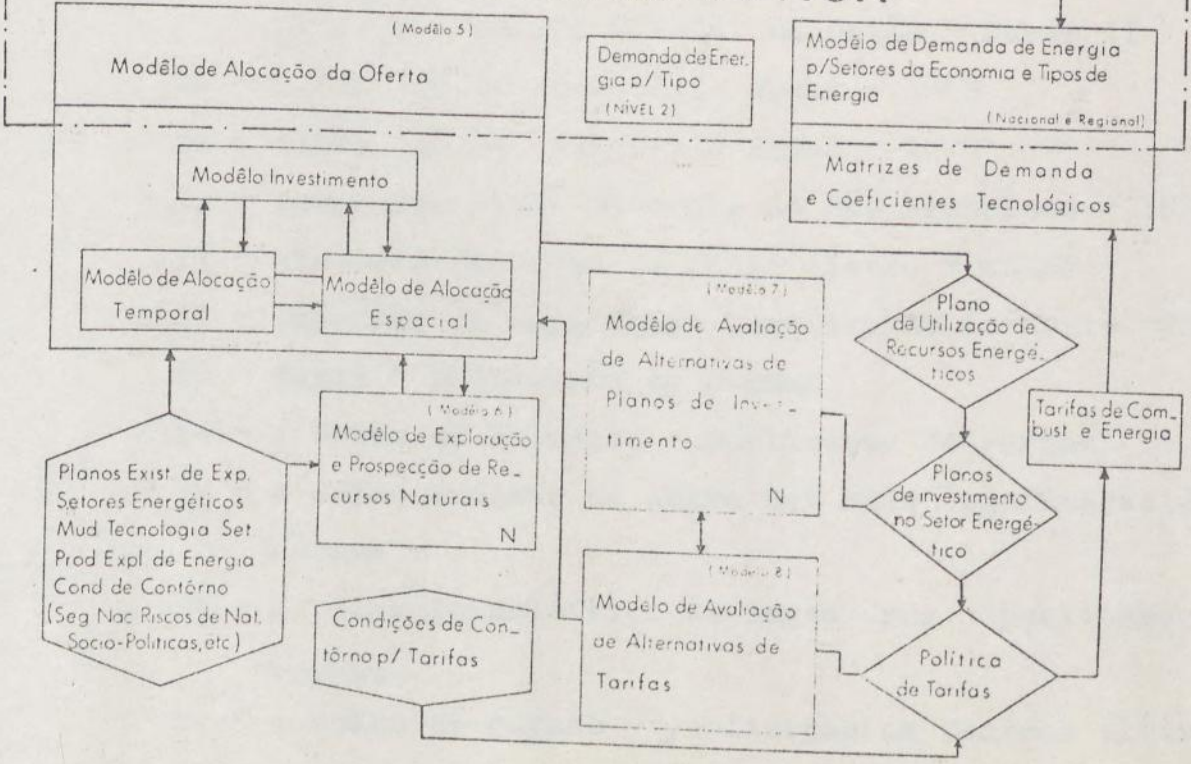 ( Modêlo 5 )
Modêlo de Alocação da Oferta
Demanda de Ener.
gia p/ Tipo
( NÍVEL 2 )
Modêlo de Demanda de Energia
p/Setores da Economia e Tipos de
Energia
( Nacional e Regional )
Matrizes de Demanda
e Coeficientes Tecnológicos
Modêlo Investimento
Modêlo de Alocação
Temporal
Modêlo de Alocação
Espacial
( Modêlo 7 )
Modêlo de Avaliação
de Alternativas de
Planos de Inves_
timento
N
Plano
de Utilização de
Recursos Energé_
ticos
Tarifas de Com_
bust e Energia
( Modêlo 6 )
Modêlo de Exploração
e Prospecção de Re_
cursos Naturais
N
Planos Exist de Exp.
Setores Energéticos
Mud Tecnologia Set
Prod Expl de Energia
Cond de Contôrno
(Seg Nac Riscos de Nat.
Socio-Politicas, etc )
Planos
de investimento
no Setor Energé_
tico
( Modêlo 8 )
Modêlo de Avaliação
de Alternativas de
Tarifas
Condições de Con_
tôrno p/ Tarifas
Política
de Tarifas